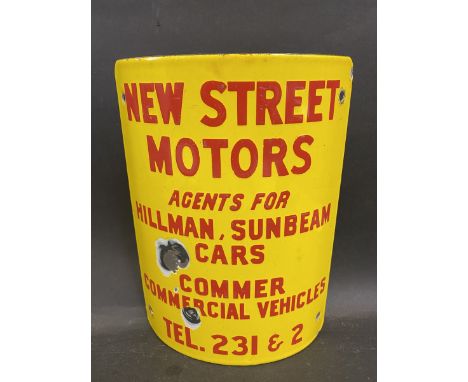 NEW STREET
MOTORS
AGENTS FOR
HILLMAN, SUNBEAM
CARS
COMMER
COMMERCIAL VEHICLES
TEL. 231 & 2